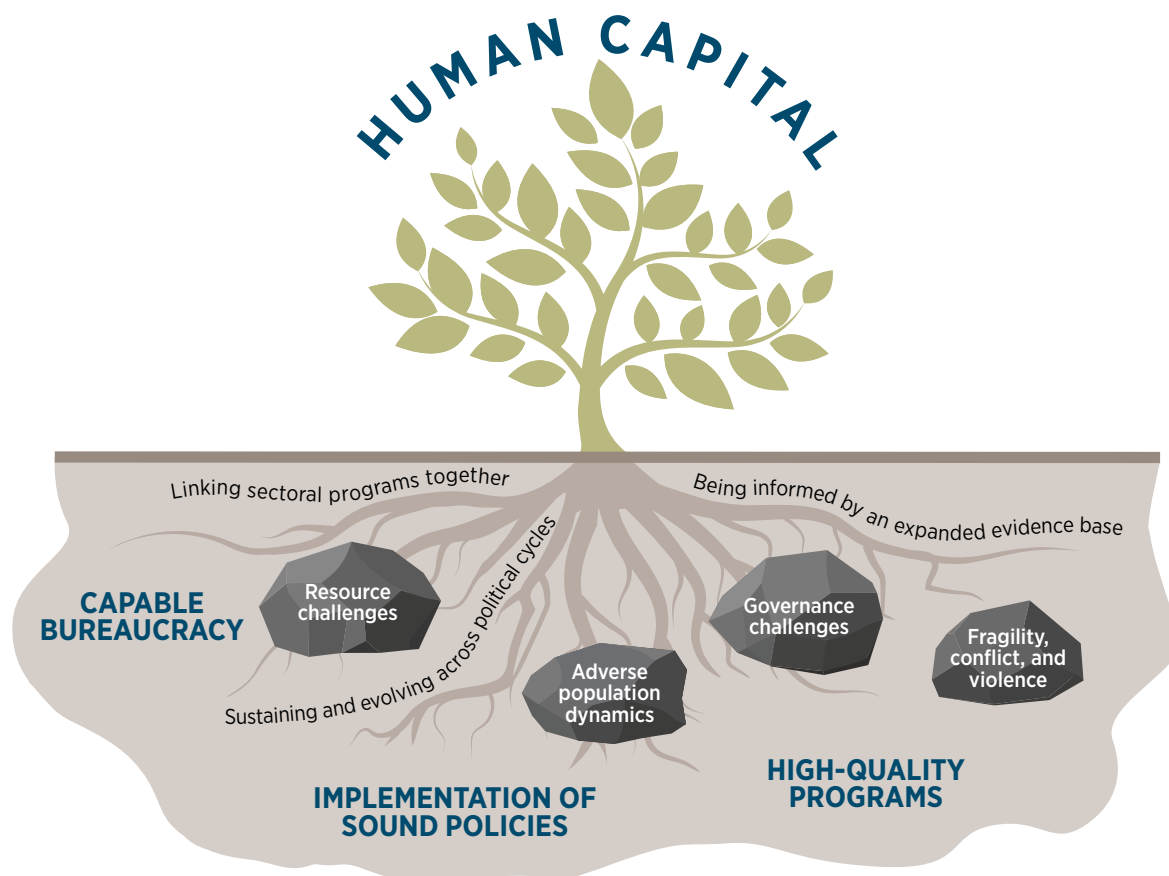 HUMAN CAPITAL
Linking sectoral programs together
Being informed by an expanded evidence base
Sustaining and evolving across political cycles
CAPABLE
BUREAUCRACY
Resource
challenges
Adverse
population
dynamics
Governance
challenges
Fragility,
conflict, and
violence
IMPLEMENTATION OF
SOUND POLICIES
HIGH-QUALITY
PROGRAMS